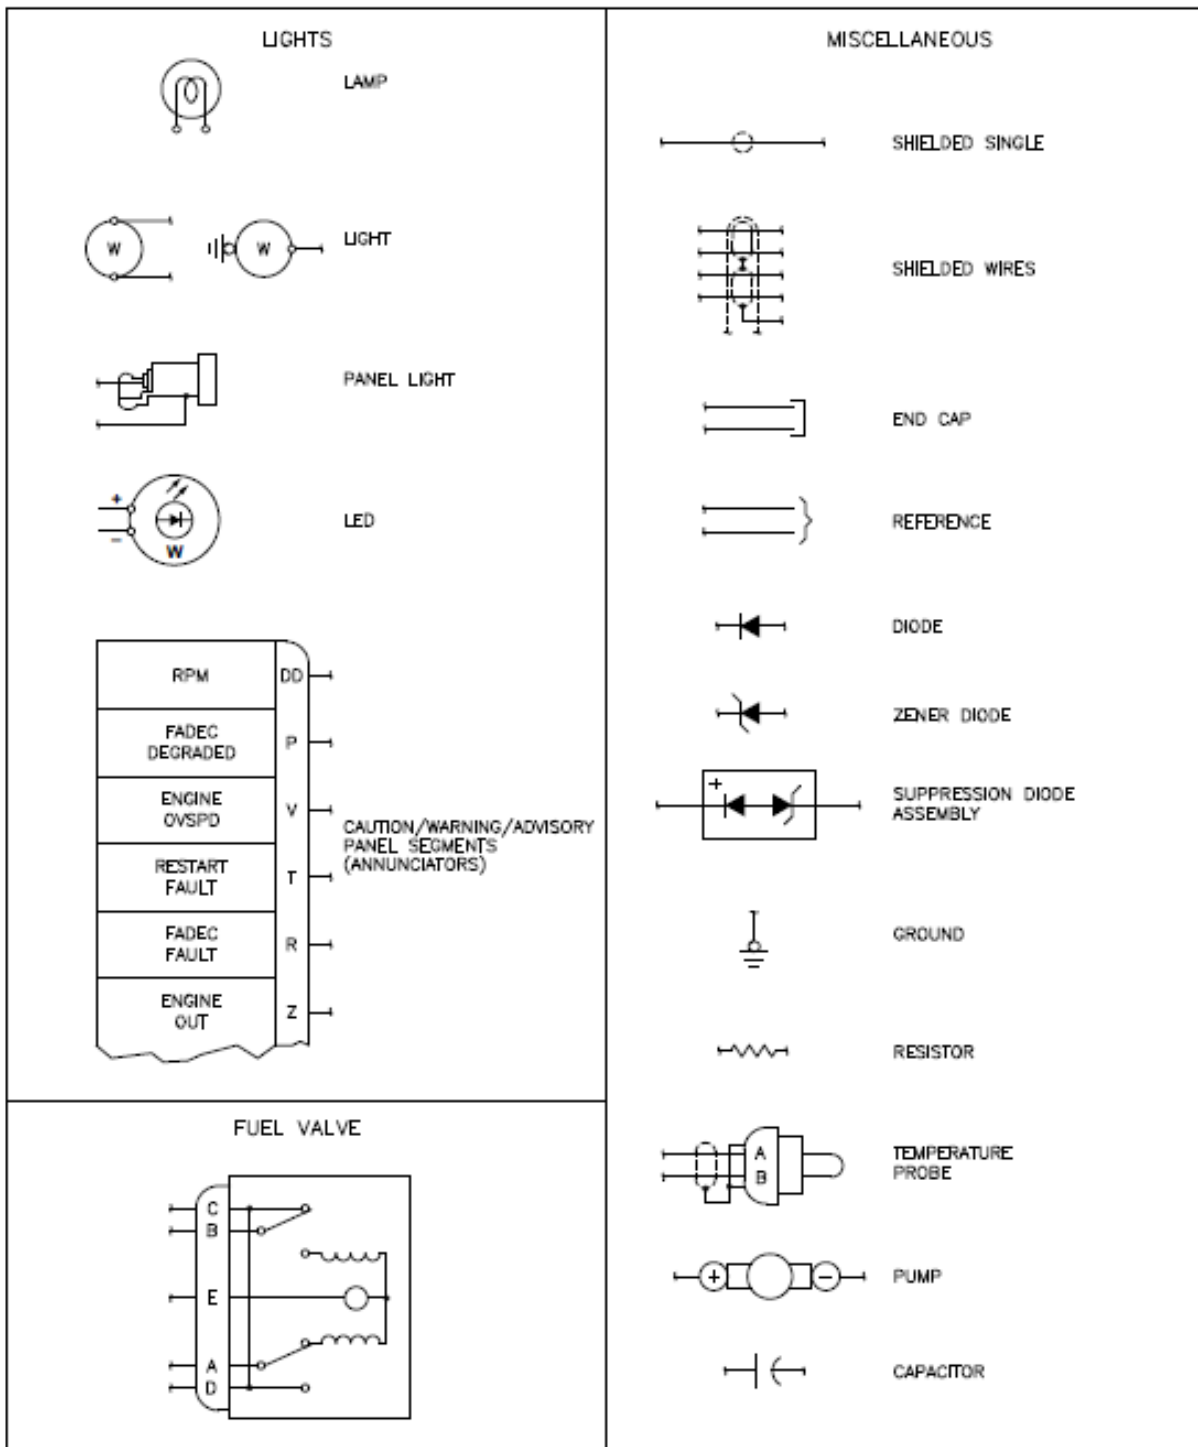 LIGHTS
LAMP
W
W
LIGHT
PANEL LIGHT
+
−
W
LED
RPM
DD
FADEC
DEGRADED
P
ENGINE
OVSPD
V
CAUTION/WARNING/ADVISORY
PANEL SEGMENTS
(ANNUNCIATORS)
RESTART
FAULT
T
FADEC
FAULT
R
ENGINE
OUT
Z
FUEL VALVE
C
B
E
A
D
MISCELLANEOUS
SHIELDED SINGLE
SHIELDED WIRES
END CAP
REFERENCE
DIODE
ZENER DIODE
+
SUPPRESSION DIODE
ASSEMBLY
GROUND
RESISTOR
A
B
TEMPERATURE
PROBE
+
−
PUMP
CAPACITOR